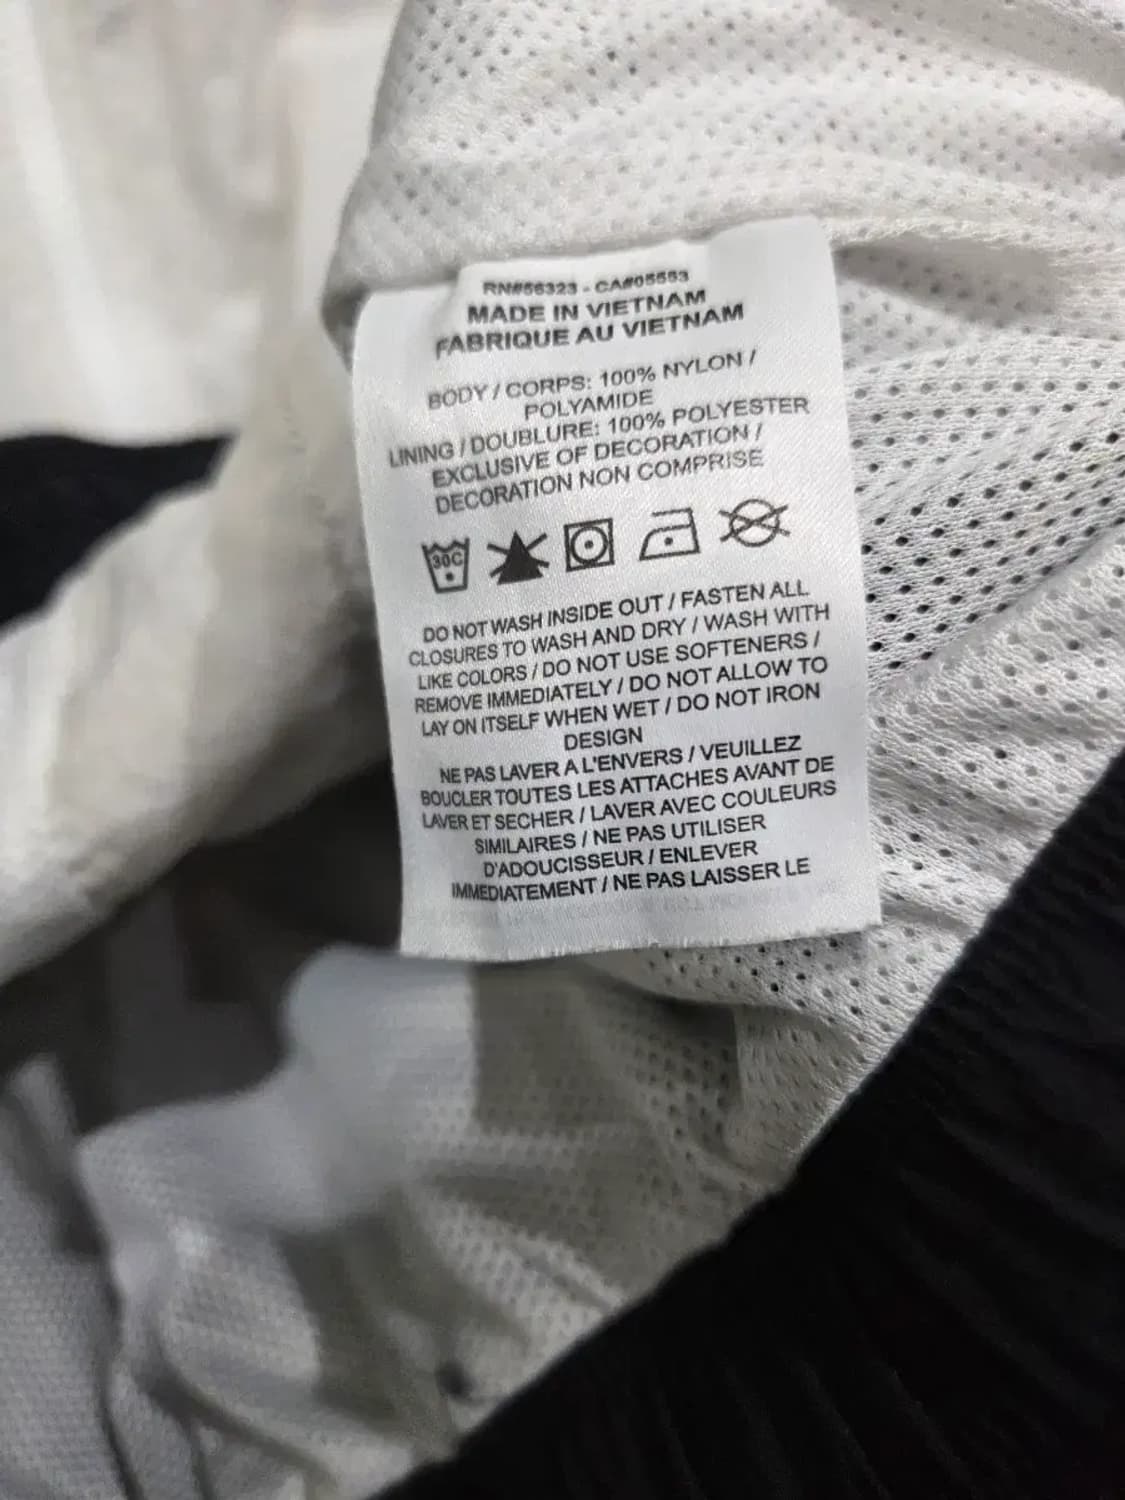 RN#56323 - CA#05553
MADE IN VIETNAM
FABRIQUE AU VIETNAM
BODY / CORPS: 100% NYLON /
POLYAMIDE
LINING / DOUBLURE: 100% POLYESTER
EXCLUSIVE OF DECORATION /
DECORATION NON COMPRISE
30C
DO NOT WASH INSIDE OUT / FASTEN ALL
CLOSURES TO WASH AND DRY / WASH WITH
LIKE COLORS / DO NOT USE SOFTENERS /
REMOVE IMMEDIATELY / DO NOT ALLOW TO
LAY ON ITSELF WHEN WET / DO NOT IRON
DESIGN
NE PAS LAVER A L'ENVERS / VEUILLEZ
BOUCLER TOUTES LES ATTACHES AVANT DE
LAVER ET SECHER / LAVER AVEC COULEURS
SIMILAIRES / NE PAS UTILISER
D'ADOUCISSEUR / ENLEVER
IMMEDIATEMENT / NE PAS LAISSER LE